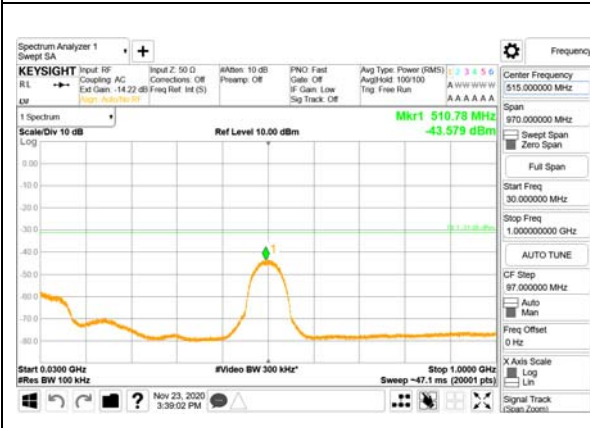 Spectrum Analyzer 1
Swept SA
Frequency
KEYSIGHT
RL
Input: RF
Coupling: AC
Ext Gain: -14.22 dB
Align: Auto/No RF
Input Z: 50 Ω
Corrections: Off
Freq Ref: Int (S)
#Atten: 10 dB
Preamp: Off
PNO: Fast
Gate: Off
IF Gain: Low
Sig Track: Off
Avg Type: Power (RMS)
Avg|Hold: 100/100
Trig: Free Run
1 2 3 4 5 6
A W W W W W
A A A A A A
1 Spectrum
Scale/Div 10 dB
Log
Ref Level 10.00 dBm
Mkr1 510.78 MHz
-43.579 dBm
0.00
-10.0
-20.0
-30.0
-40.0
-50.0
-60.0
-70.0
-80.0
1
Start 0.0300 GHz
#Res BW 100 kHz
#Video BW 300 kHz*
Stop 1.0000 GHz
Sweep ~47.1 ms (20001 pts)
Nov 23, 2020
3:39:02 PM
Center Frequency
515.000000 MHz
Span
970.000000 MHz
Swept Span
Zero Span
Full Span
Start Freq
30.000000 MHz
Stop Freq
1.000000000 GHz
AUTO TUNE
CF Step
97.000000 MHz
Auto
Man
Freq Offset
0 Hz
X Axis Scale
Log
Lin
Signal Track
(Span Zoom)